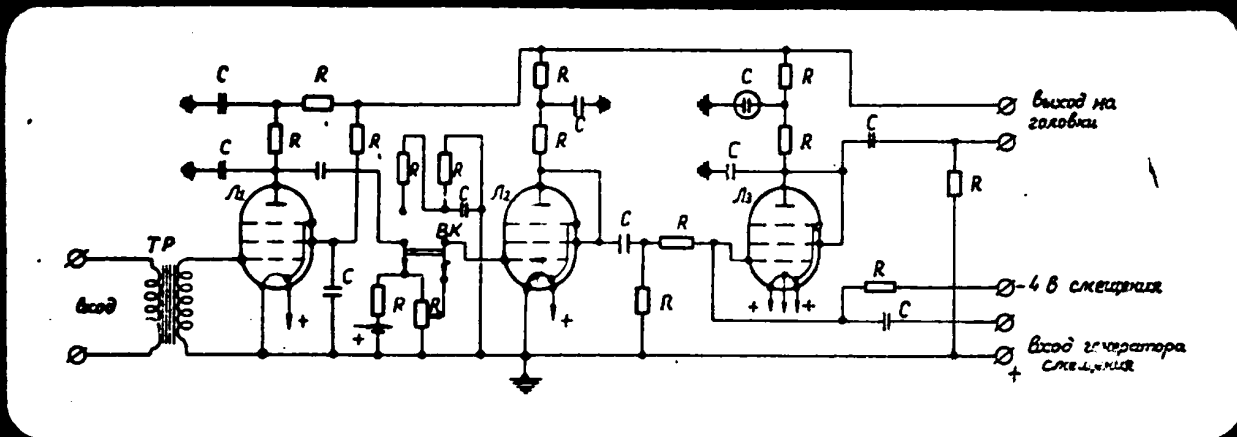 C R R R C
C R R C R R C R
выход на
головки
C R
Л1 Л2 Л3
C
R R
ВК
ТР
C R
вход
C R -4 в смещения
R R R C
+ + + +
+
вход генератора
смещения
+